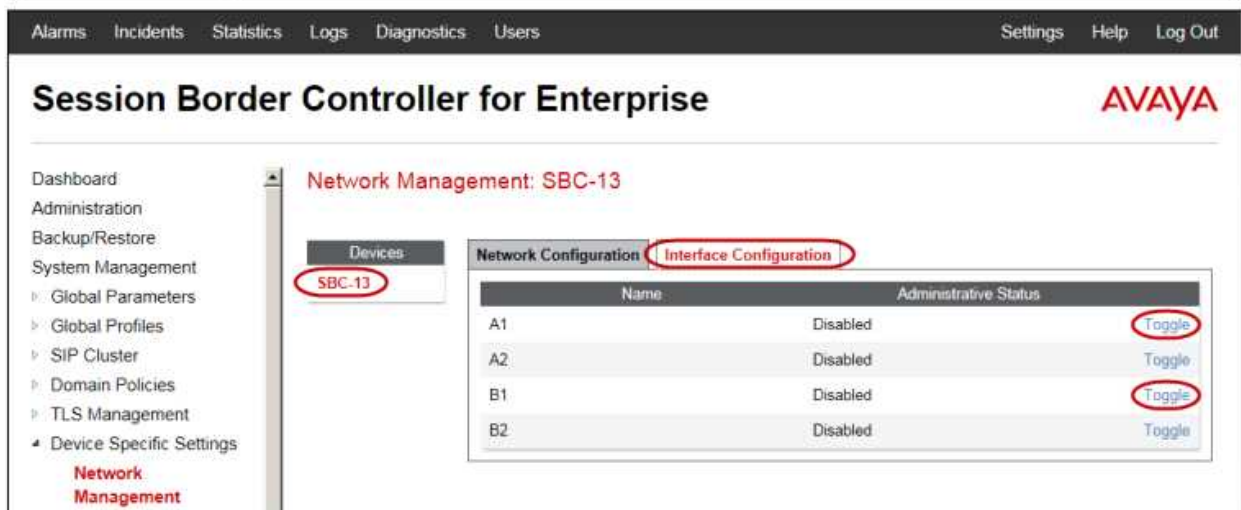 Alarms Incidents Statistics Logs Diagnostics Users Settings Help Log Out
Session Border Controller for Enterprise
AVAYA
Dashboard
Administration
Backup/Restore
System Management
Global Parameters
Global Profiles
SIP Cluster
Domain Policies
TLS Management
Device Specific Settings
Network
Management
Network Management: SBC-13
Devices
SBC-13
Network Configuration Interface Configuration
Name Administrative Status
A1 Disabled Toggle
A2 Disabled Toggle
B1 Disabled Toggle
B2 Disabled Toggle